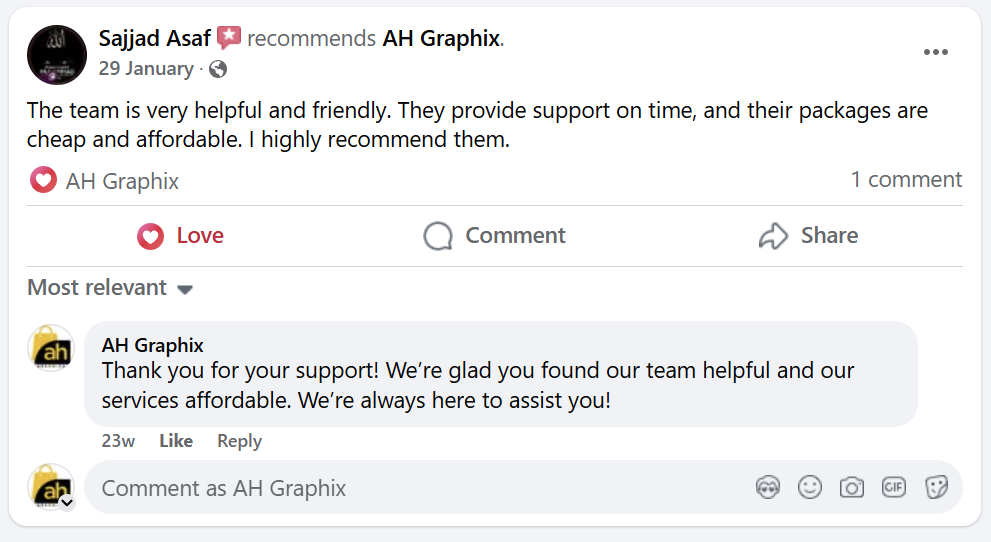 Sajjad Asaf recommends AH Graphix.
29 January ·
The team is very helpful and friendly. They provide support on time, and their packages are
cheap and affordable. I highly recommend them.
AH Graphix
1 comment
Love
Comment
Share
Most relevant
ah
AH Graphix
Thank you for your support! We’re glad you found our team helpful and our
services affordable. We’re always here to assist you!
23w Like Reply
ah
Comment as AH Graphix
GIF